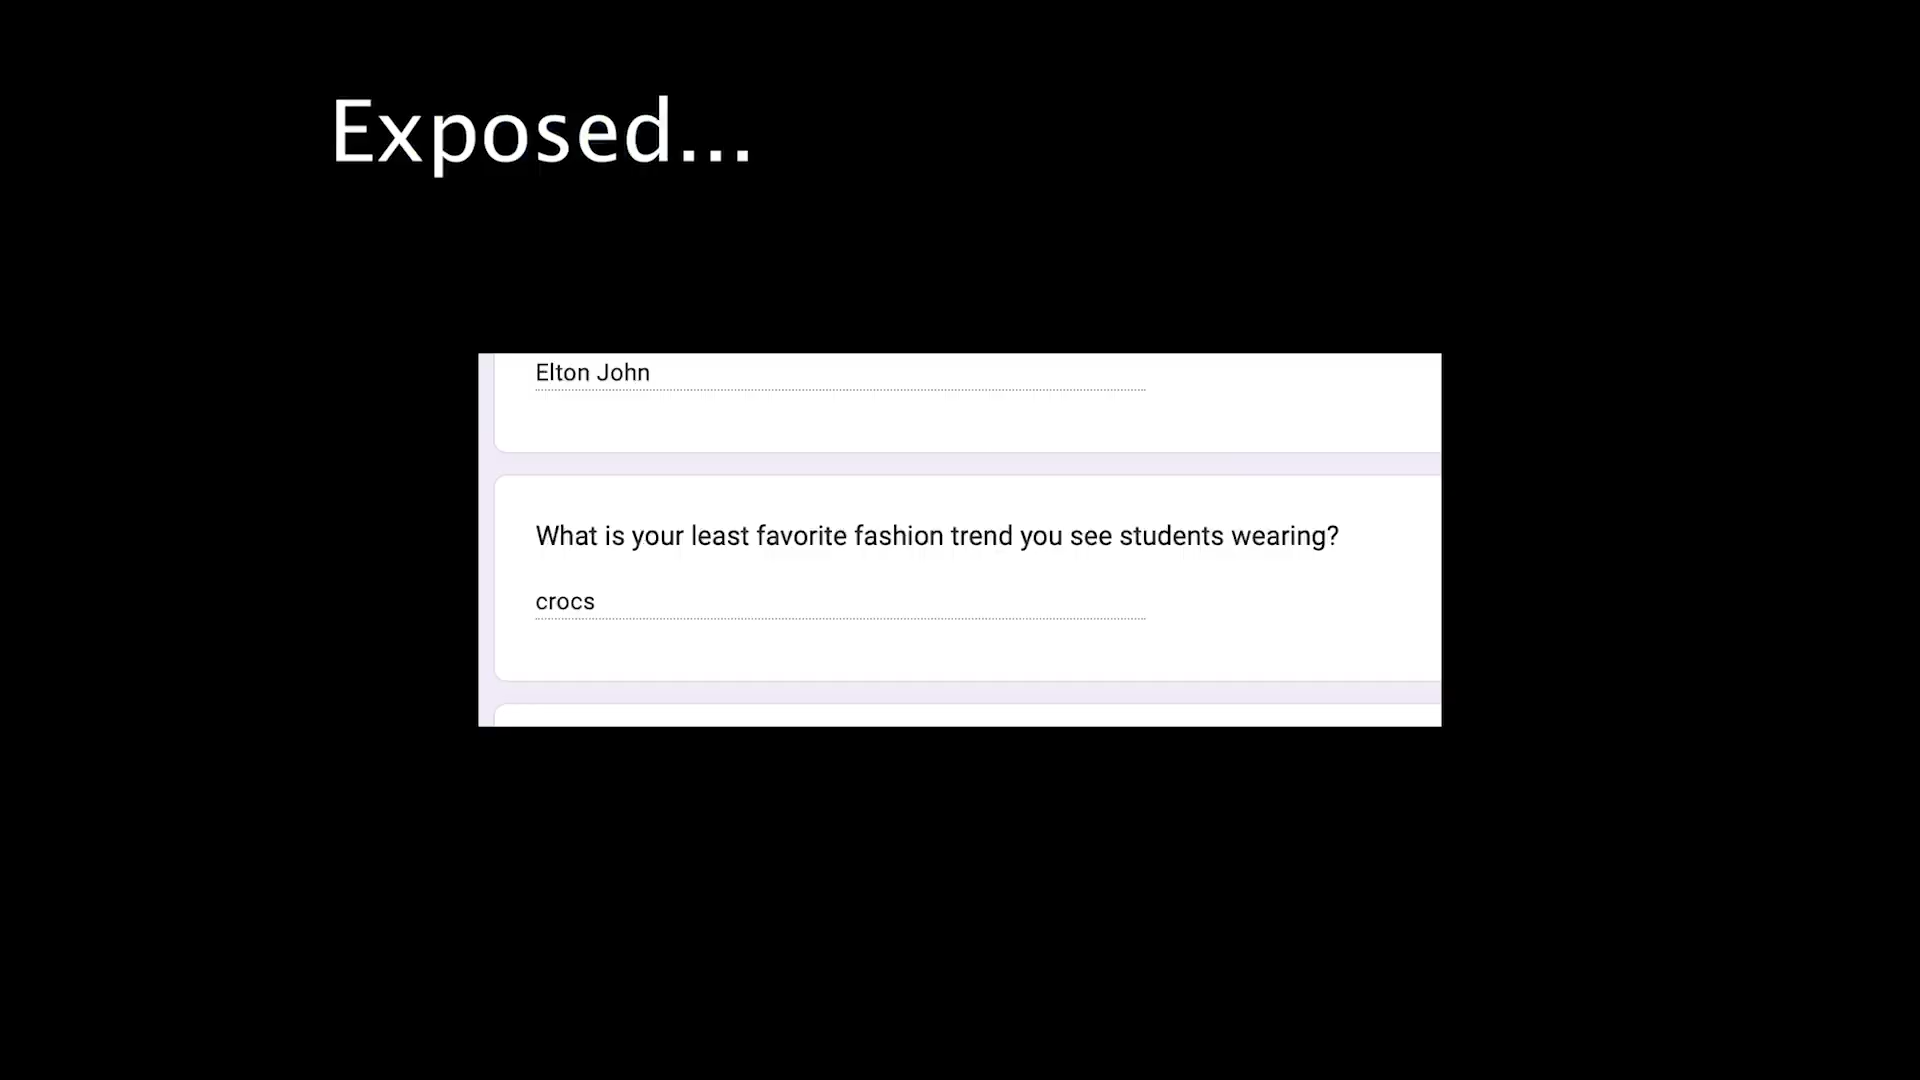 Exposed...
Elton John
What is your least favorite fashion trend you see students wearing?
crocs